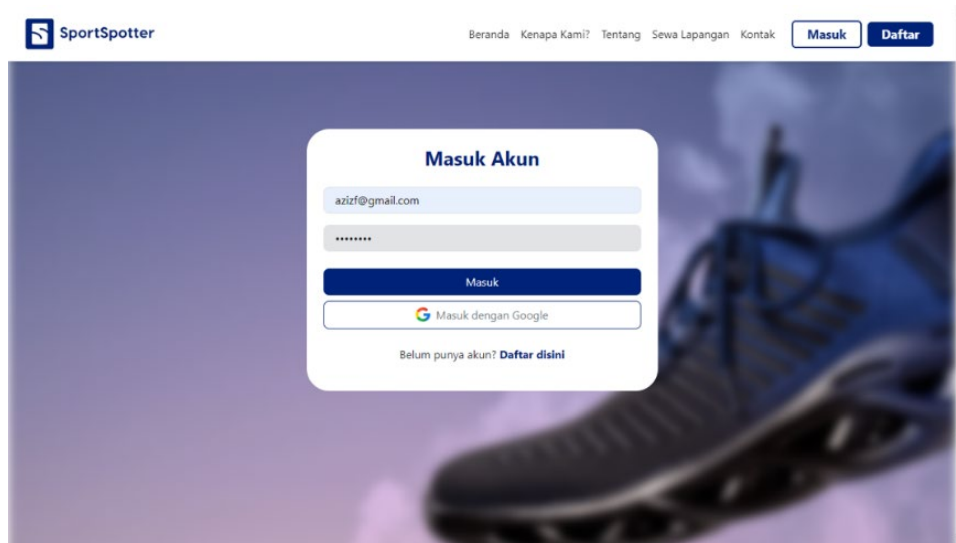 SportSpotter
Beranda Kenapa Kami? Tentang Sewa Lapangan Kontak Masuk Daftar
Masuk Akun
azizf@gmail.com
••••••••
Masuk
Masuk dengan Google
Belum punya akun? Daftar disini